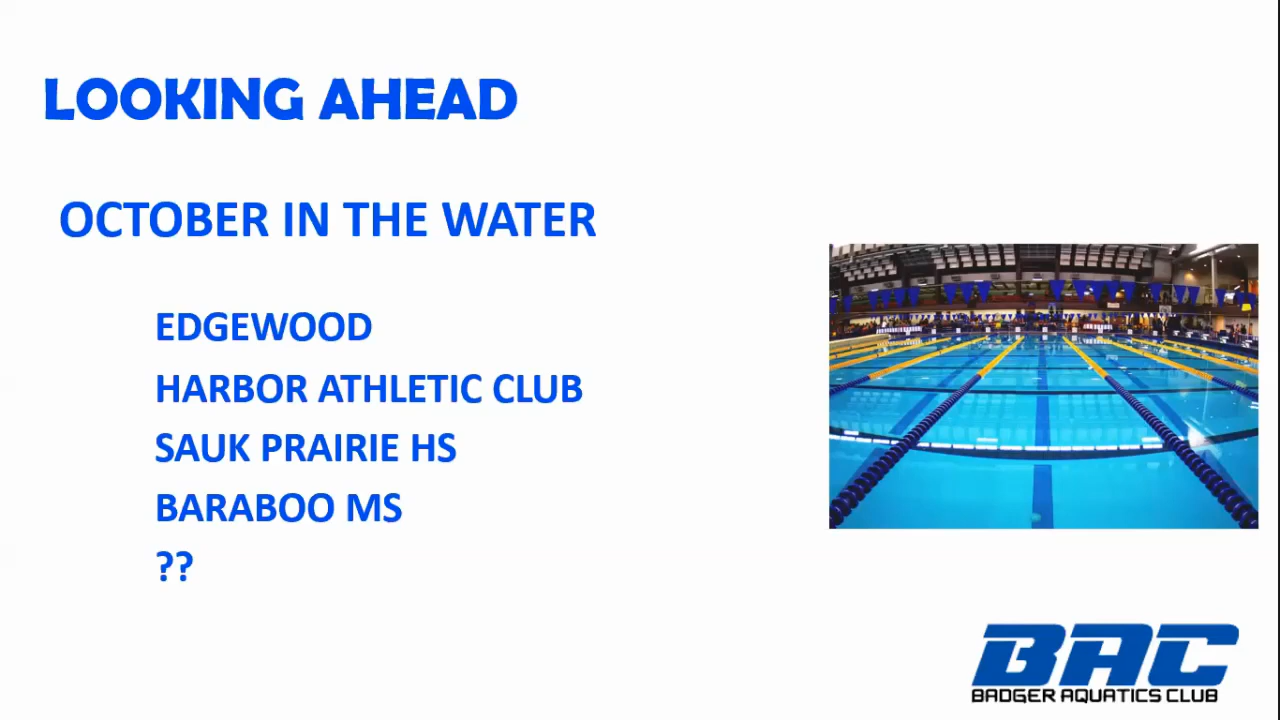 LOOKING AHEAD
OCTOBER IN THE WATER
EDGEWOOD
HARBOR ATHLETIC CLUB
SAUK PRAIRIE HS
BARABOO MS
??
BAC
BADGER AQUATICS CLUB